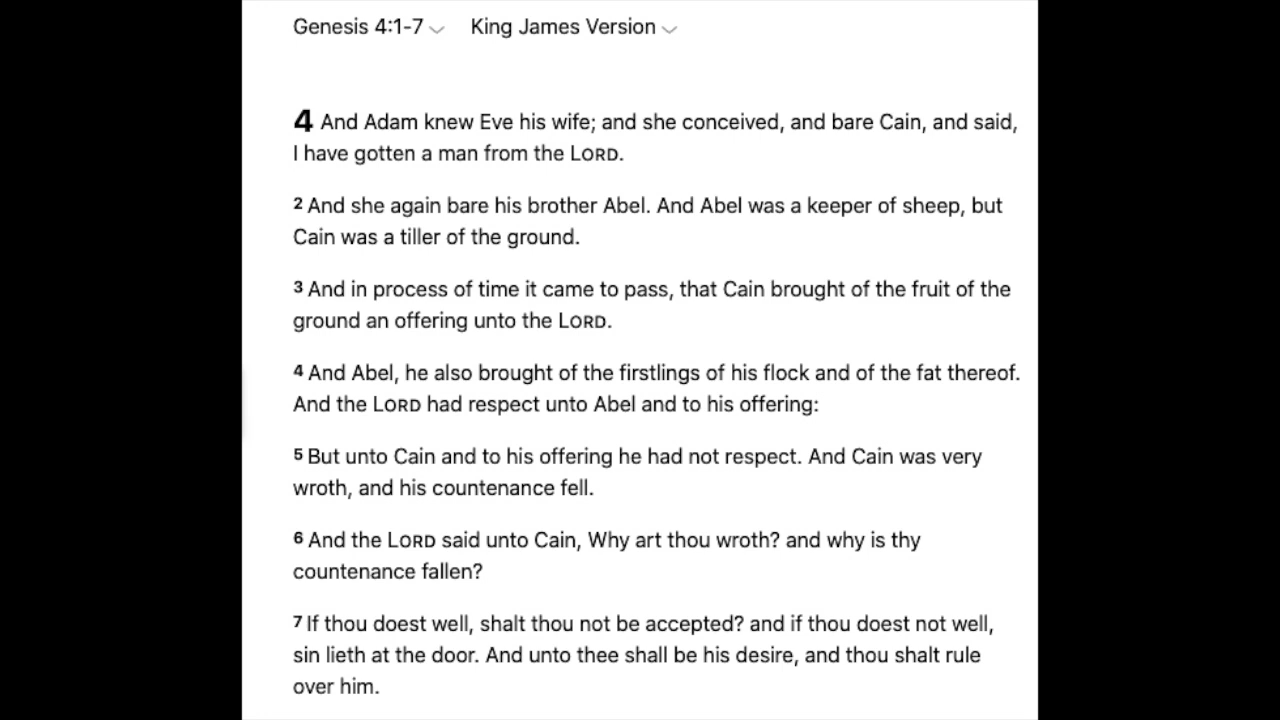 Genesis 4:1-7 King James Version
4 And Adam knew Eve his wife; and she conceived, and bare Cain, and said,
I have gotten a man from the LORD.
2 And she again bare his brother Abel. And Abel was a keeper of sheep, but
Cain was a tiller of the ground.
3 And in process of time it came to pass, that Cain brought of the fruit of the
ground an offering unto the LORD.
4 And Abel, he also brought of the firstlings of his flock and of the fat thereof.
And the LORD had respect unto Abel and to his offering:
5 But unto Cain and to his offering he had not respect. And Cain was very
wroth, and his countenance fell.
6 And the LORD said unto Cain, Why art thou wroth? and why is thy
countenance fallen?
7 If thou doest well, shalt thou not be accepted? and if thou doest not well,
sin lieth at the door. And unto thee shall be his desire, and thou shalt rule
over him.